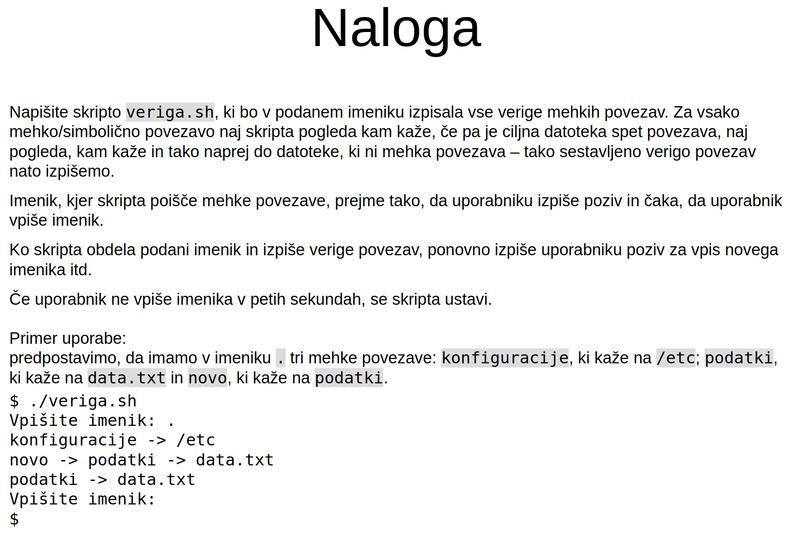 Naloga
Napišite skripto veriga.sh, ki bo v podanem imeniku izpisala vse verige mehkih povezav. Za vsako
mehko/simbolično povezavo naj skripta pogleda kam kaže, če pa je ciljna datoteka spet povezava, naj
pogleda, kam kaže in tako naprej do datoteke, ki ni mehka povezava – tako sestavljeno verigo povezav
nato izpišemo.
Imenik, kjer skripta poišče mehke povezave, prejme tako, da uporabniku izpiše poziv in čaka, da uporabnik
vpiše imenik.
Ko skripta obdela podani imenik in izpiše verige povezav, ponovno izpiše uporabniku poziv za vpis novega
imenika itd.
Če uporabnik ne vpiše imenika v petih sekundah, se skripta ustavi.
Primer uporabe:
predpostavimo, da imamo v imeniku . tri mehke povezave: konfiguracije, ki kaže na /etc; podatki,
ki kaže na data.txt in novo, ki kaže na podatki.
$ ./veriga.sh
Vpišite imenik: .
konfiguracije -> /etc
novo -> podatki -> data.txt
podatki -> data.txt
Vpišite imenik:
$